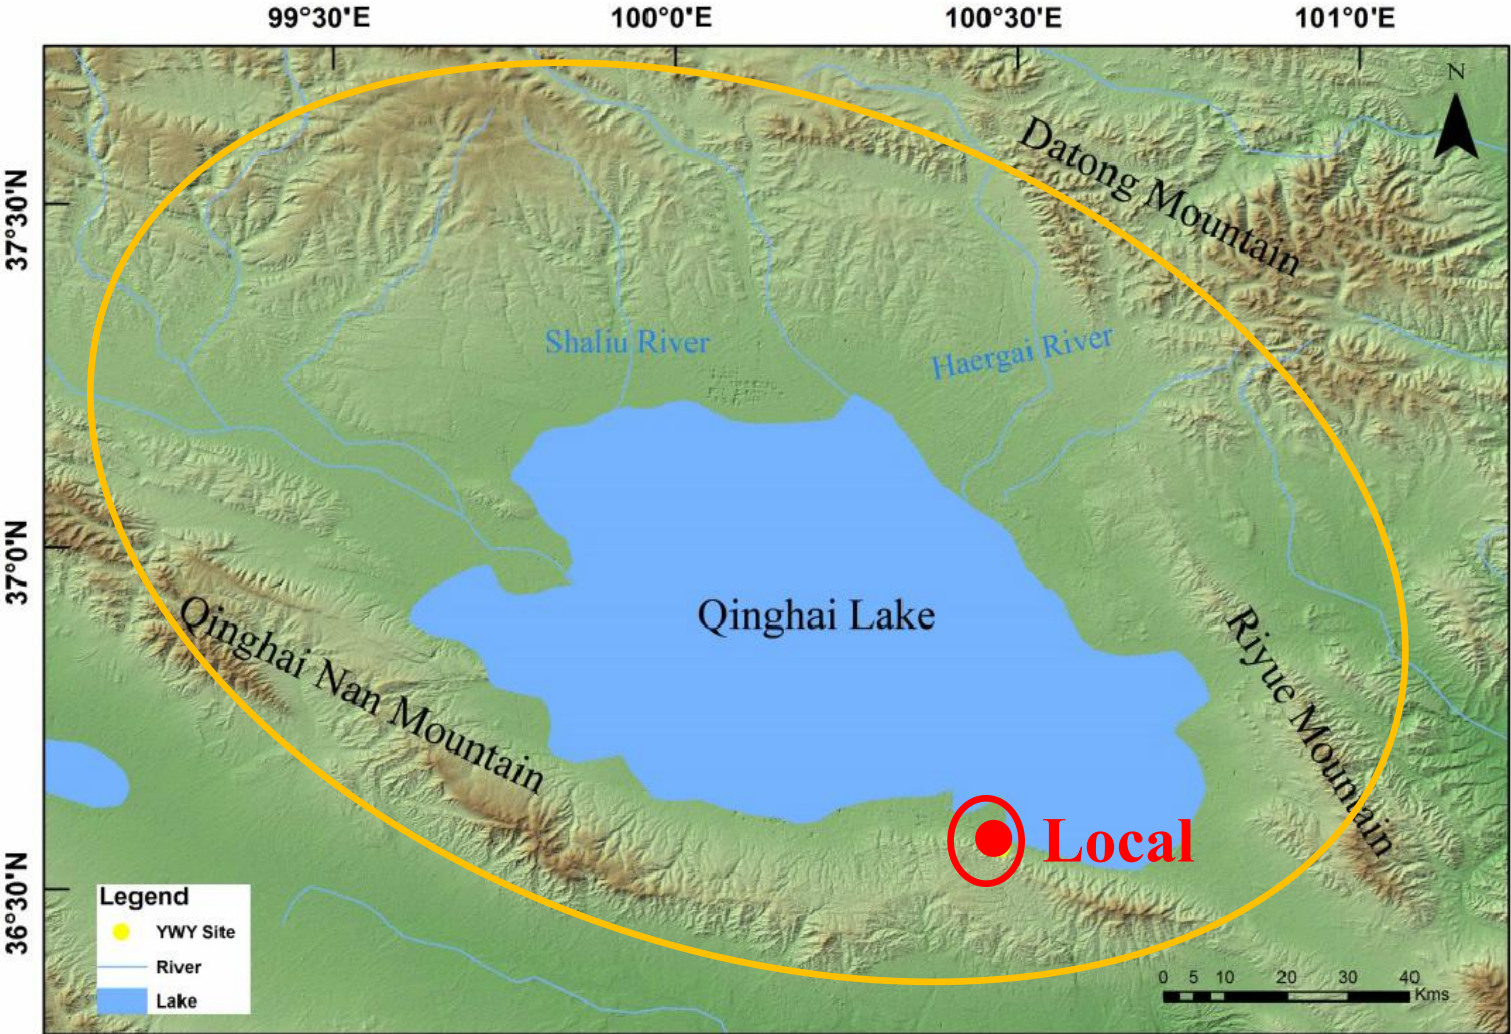 99°30'E 100°0'E 100°30'E 101°0'E
N
Datong Mountain
37°30'N
Shaliu River
Haergai River
37°0'N
Qinghai Lake
Qinghai Nan Mountain
Riyue Mountain
Local
36°30'N
Legend
YWY Site
River
Lake
0 5 10 20 30 40
Kms